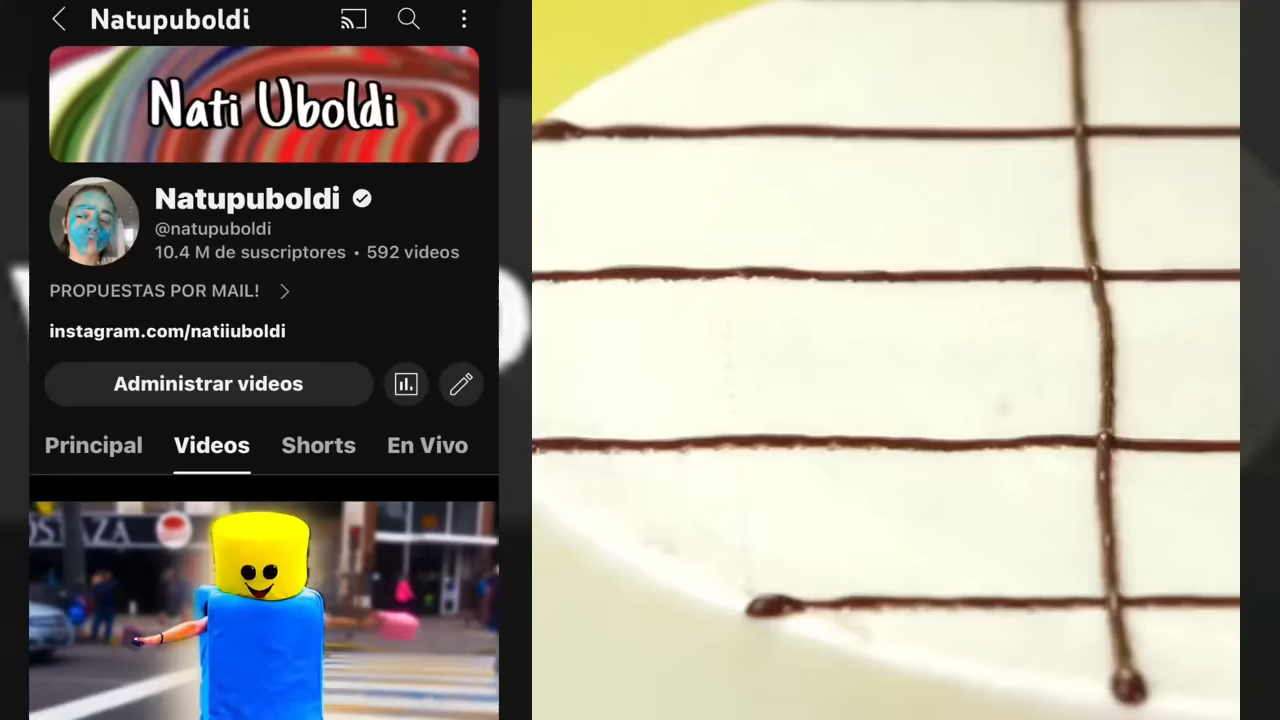 Natupuboldi
Nati Uboldi
Natupuboldi
@natupuboldi
10.4 M de suscriptores • 592 videos
PROPUESTAS POR MAIL!
instagram.com/natiiuboldi
Administrar videos
Principal Videos Shorts En Vivo